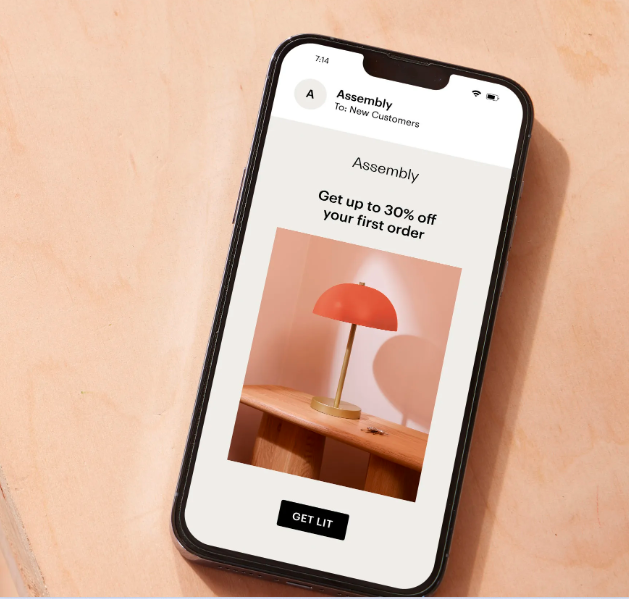 7:14
A
Assembly
To: New Customers
Assembly
Get up to 30% off
your first order
GET LIT